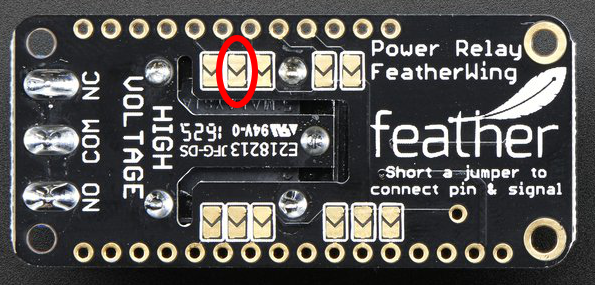 Power Relay
FeatherWing
feather
Short a jumper to
connect pin & signal
NC
COM
NO
HIGH
VOLTAGE
E218213 JFG-DS
94V-0 1625